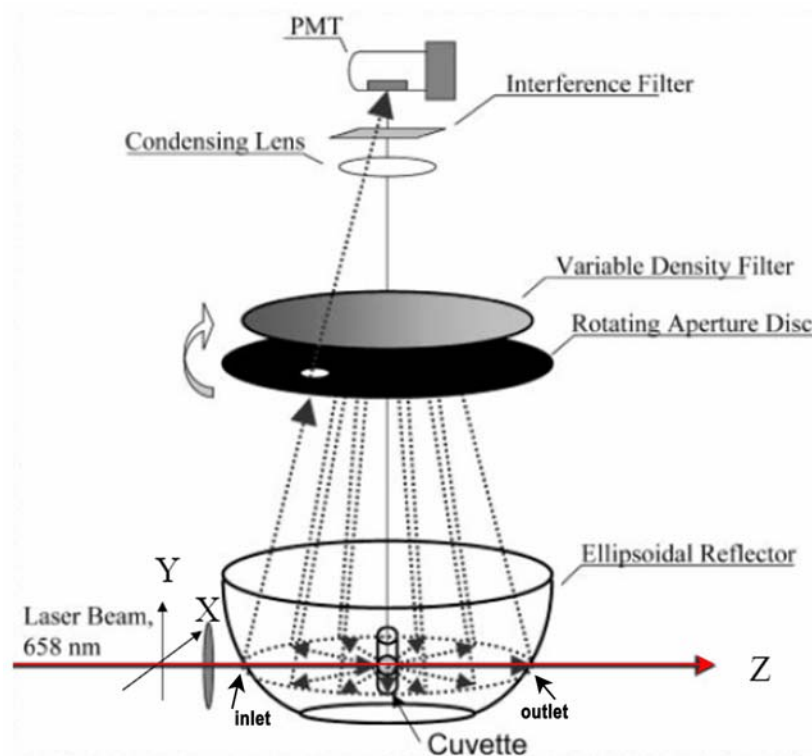 PMT
Interference Filter
Condensing Lens
Variable Density Filter
Rotating Aperture Disc
Ellipsoidal Reflector
Y
X
Laser Beam,
658 nm
Z
inlet
outlet
Cuvette